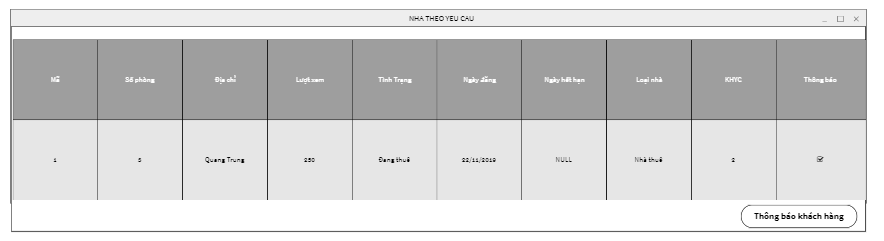 NHA THEO YEU CAU
Mã Số phòng Địa chỉ Lượt xem Tình Trạng Ngày đăng Ngày hết hạn Loại nhà KHYC Thông báo
1 3 Quang Trung 250 Đang thuê 22/11/2019 NULL Nhà thuê 2
Thông báo khách hàng